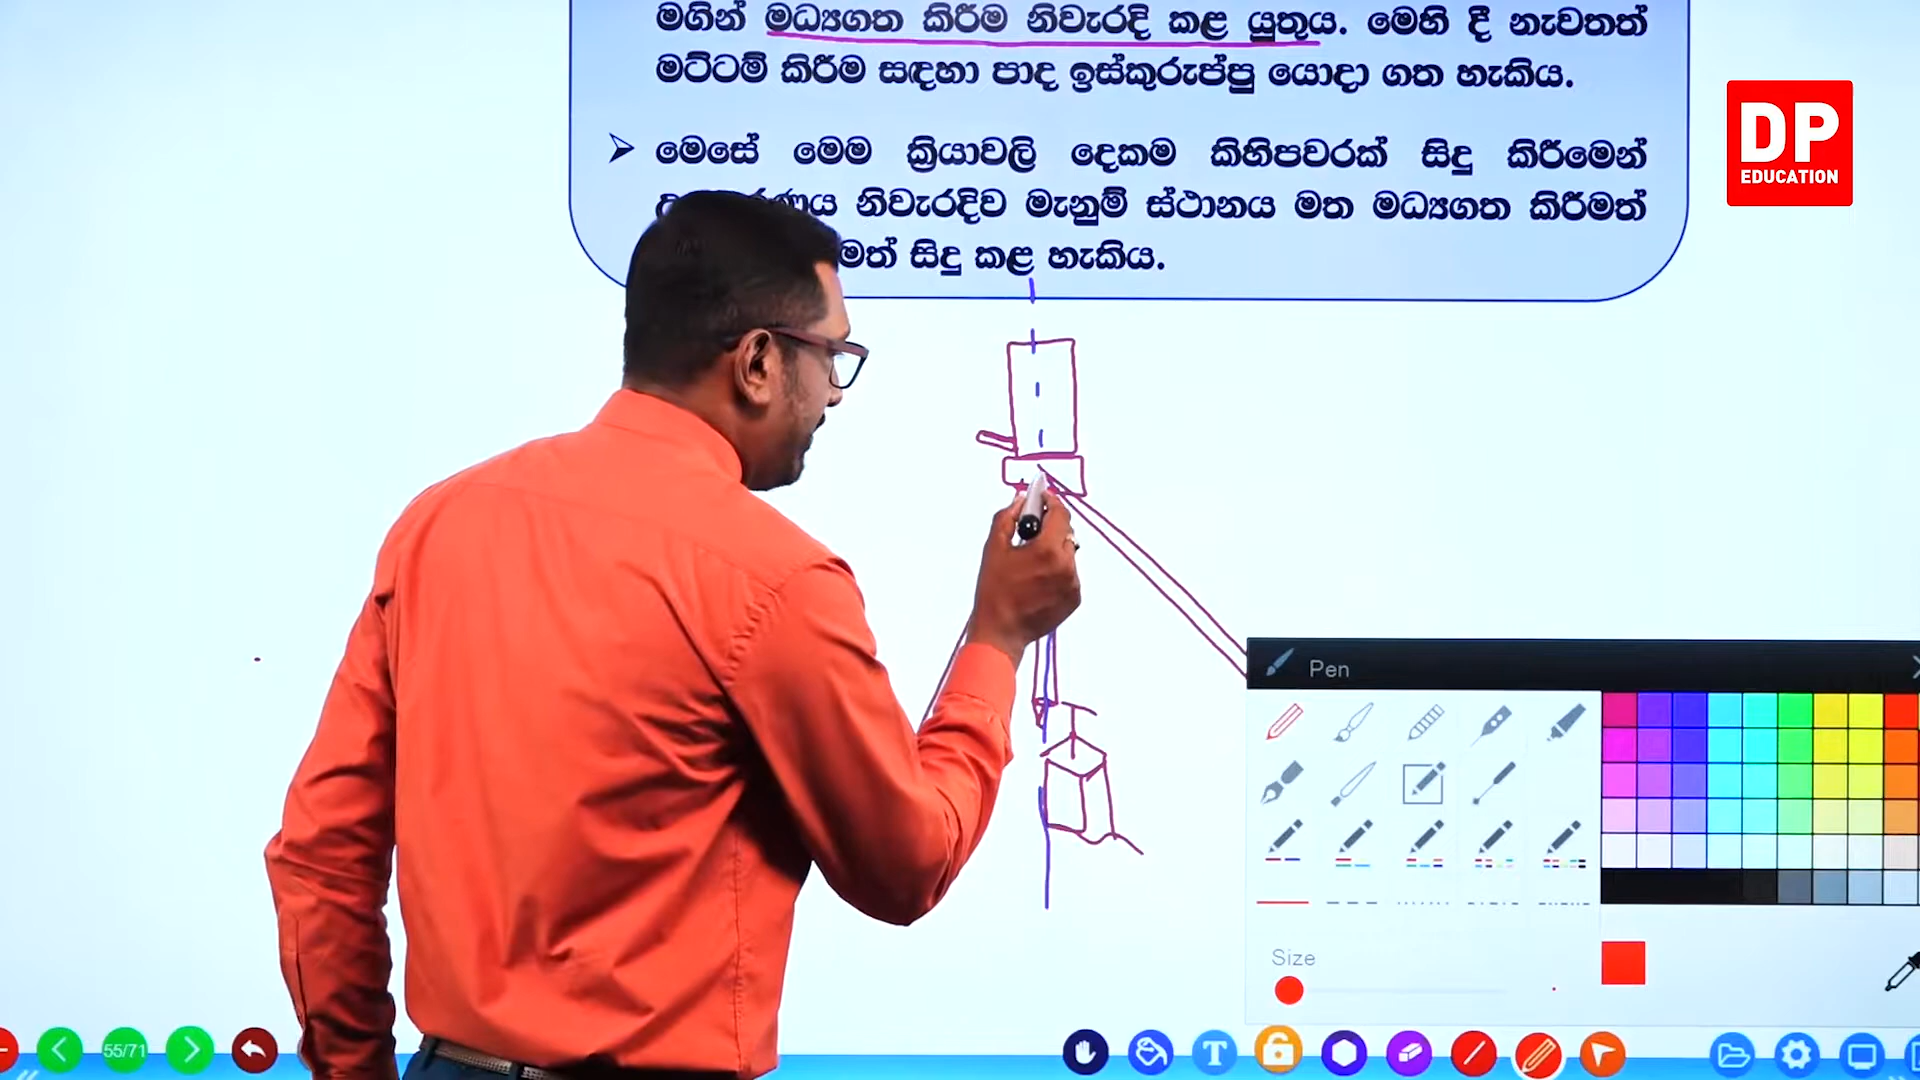 මගින් මධ්‍යගත කිරීම නිවැරදි කළ යුතුය. මෙහි දී නැවතත්
මට්ටම් කිරීම සඳහා පාද ඉස්කුරුප්පු යොදා ගත හැකිය.
➢ මෙසේ මෙම ක්‍රියාවලි දෙකම කිහිපවරක් සිදු කිරීමෙන්
නිවැරදිව මැනුම් ස්ථානය මත මධ්‍යගත කිරීමත්
සිදු කළ හැකිය.
DP
EDUCATION
Pen
Size
55/71